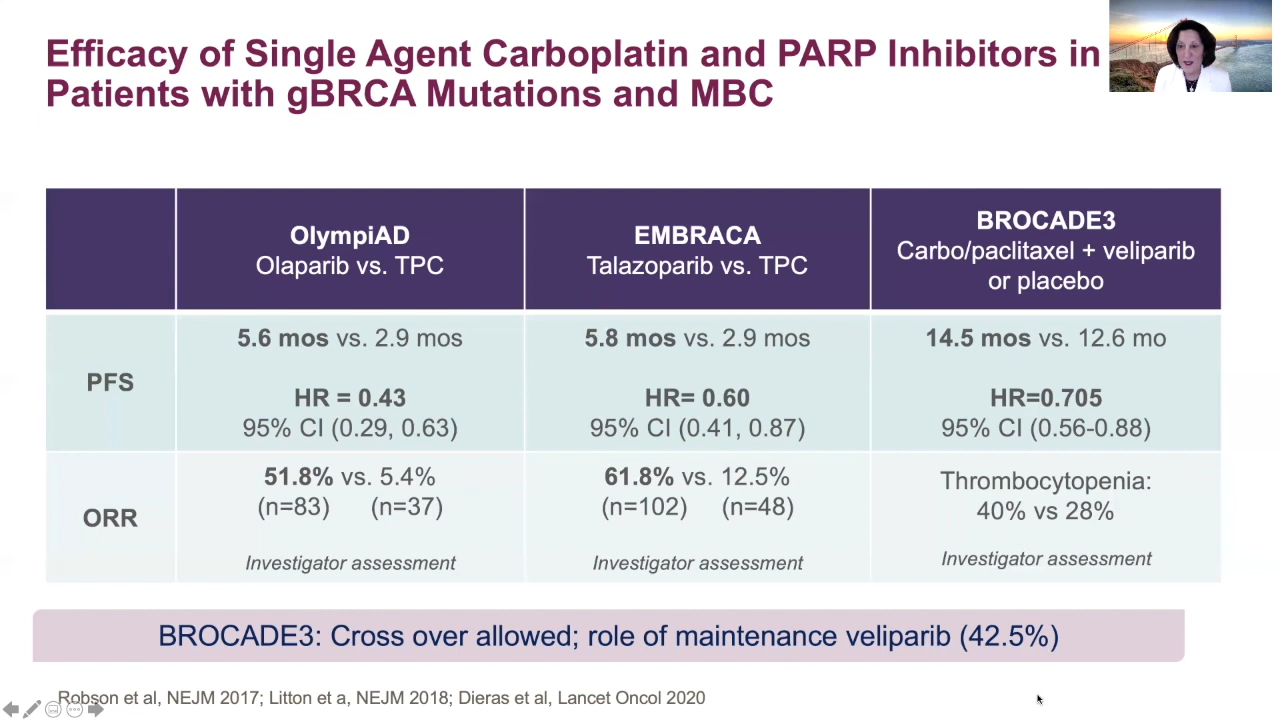 Efficacy of Single Agent Carboplatin and PARP Inhibitors in
Patients with gBRCA Mutations and MBC
OlympiAD
Olaparib vs. TPC
EMBRACA
Talazoparib vs. TPC
BROCADE3
Carbo/paclitaxel + veliparib
or placebo
PFS
5.6 mos vs. 2.9 mos
HR = 0.43
95% CI (0.29, 0.63)
5.8 mos vs. 2.9 mos
HR= 0.60
95% CI (0.41, 0.87)
14.5 mos vs. 12.6 mo
HR=0.705
95% CI (0.56-0.88)
ORR
51.8% vs. 5.4%
(n=83) (n=37)
Investigator assessment
61.8% vs. 12.5%
(n=102) (n=48)
Investigator assessment
Thrombocytopenia:
40% vs 28%
Investigator assessment
BROCADE3: Cross over allowed; role of maintenance veliparib (42.5%)
Robson et al, NEJM 2017; Litton et a, NEJM 2018; Dieras et al, Lancet Oncol 2020